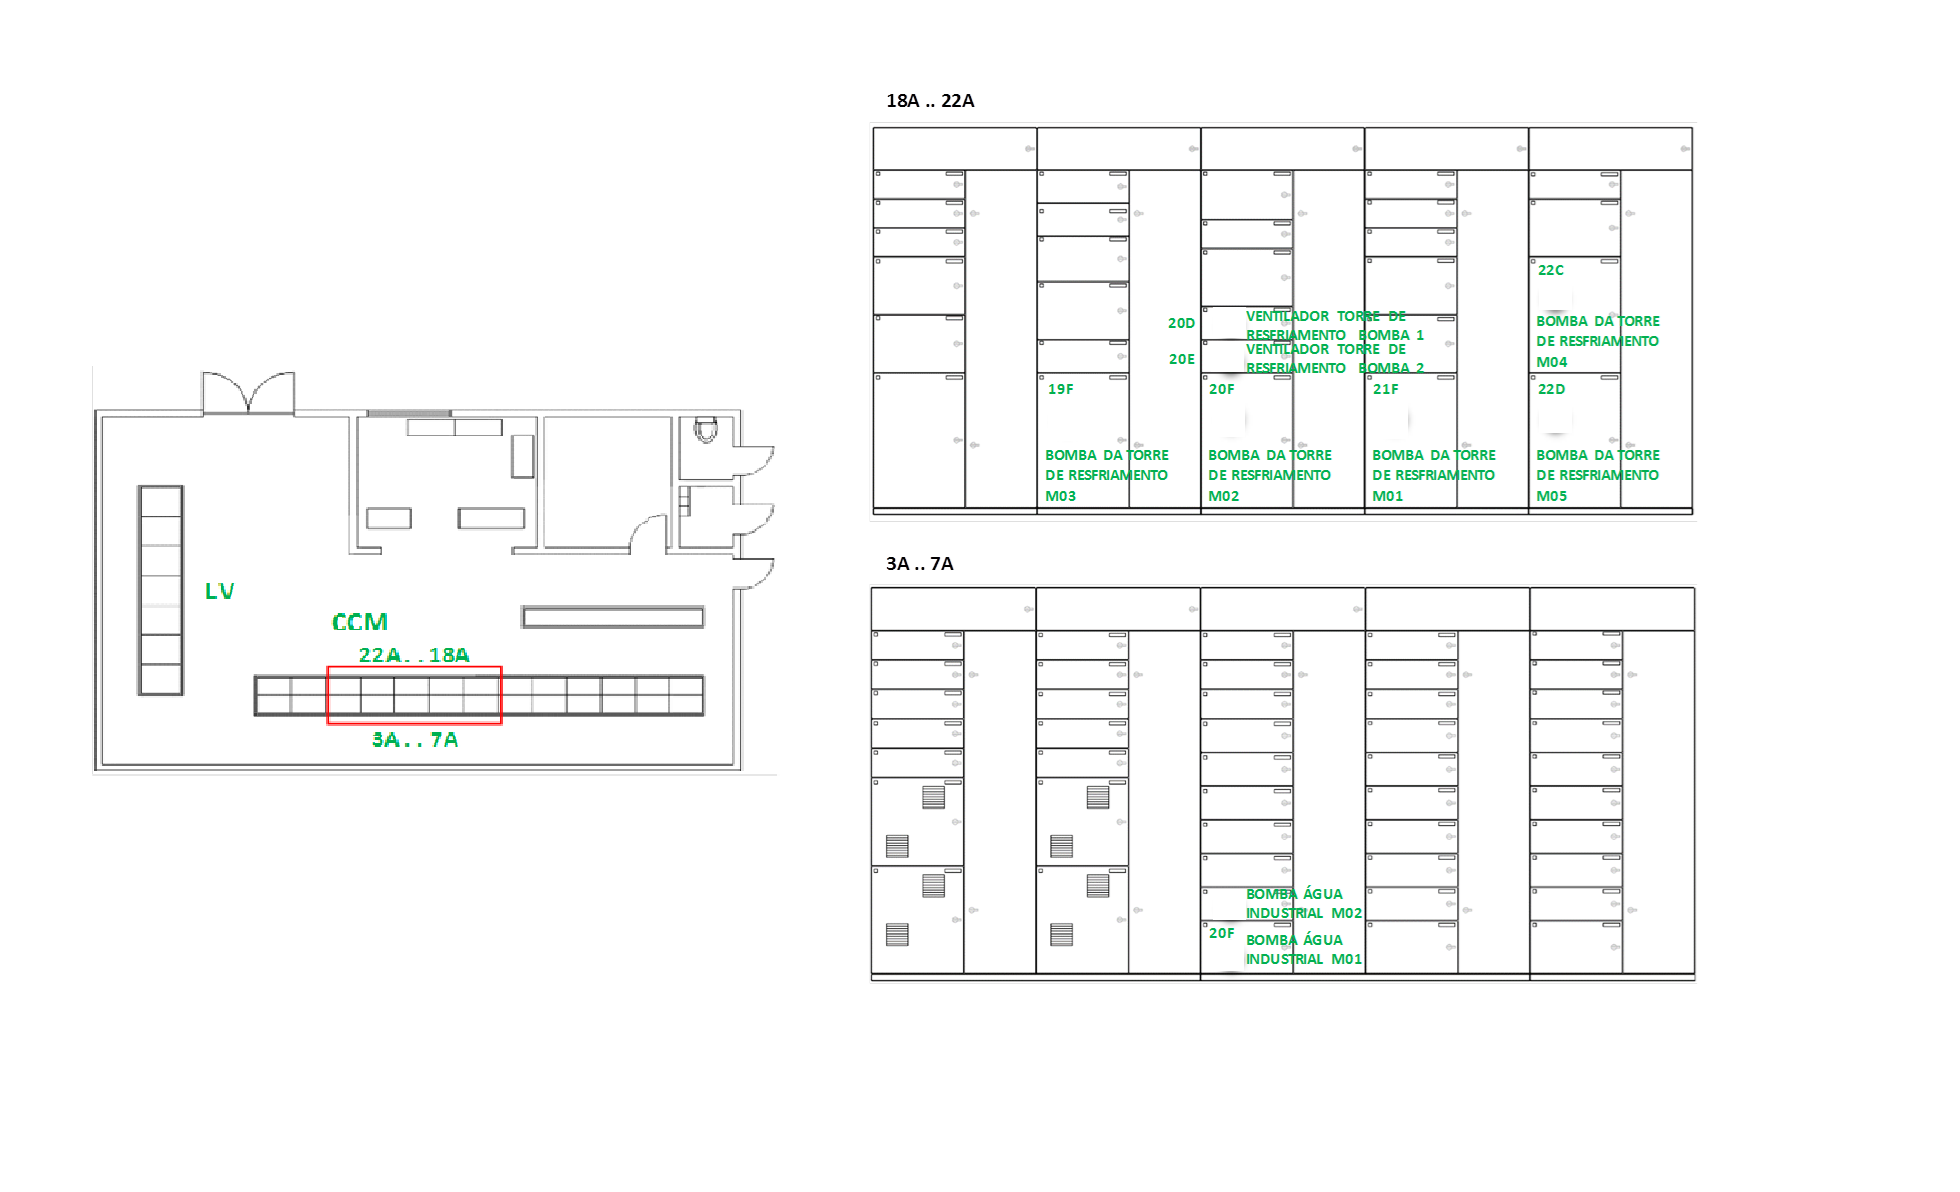 18A .. 22A
22C
20D
VENTILADOR TORRE DE
RESFRIAMENTO BOMBA 1
20E
VENTILADOR TORRE DE
RESFRIAMENTO BOMBA 2
BOMBA DA TORRE
DE RESFRIAMENTO
M04
19F
20F
21F
22D
BOMBA DA TORRE
DE RESFRIAMENTO
M03
BOMBA DA TORRE
DE RESFRIAMENTO
M02
BOMBA DA TORRE
DE RESFRIAMENTO
M01
BOMBA DA TORRE
DE RESFRIAMENTO
M05
3A .. 7A
LV
CCM
22A .. 18A
3A .. 7A
BOMBA ÁGUA
INDUSTRIAL M02
20F
BOMBA ÁGUA
INDUSTRIAL M01